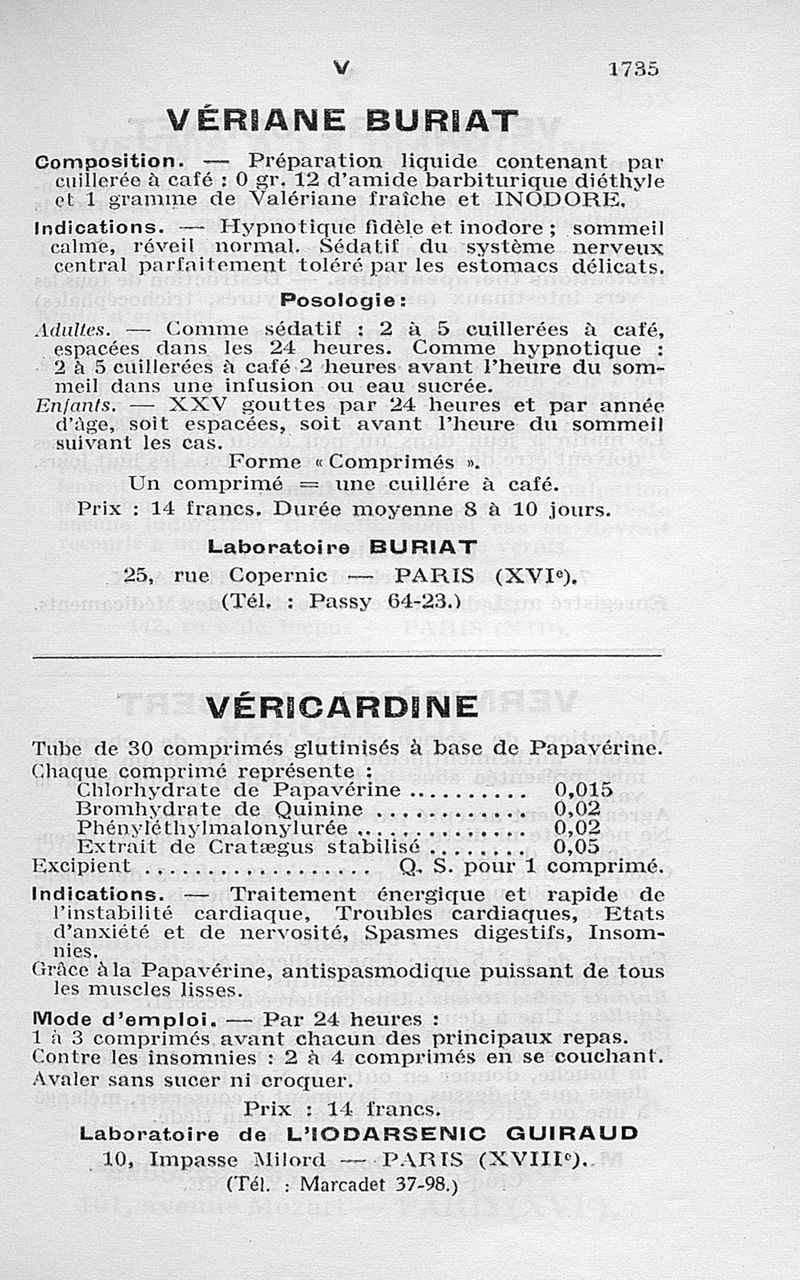 V 1735
VÉRIANE BURIAT
Composition. — Préparation liquide contenant par
cuillerée à café : 0 gr. 12 d'amide barbiturique diéthyle
et 1 gramme de Valériane fraîche et INODORE.
Indications. — Hypnotique fidèle et inodore ; sommeil
calme, réveil normal. Sédatif du système nerveux
central parfaitement toléré par les estomacs délicats.
Posologie :
Adultes. — Comme sédatif : 2 à 5 cuillerées à café,
espacées dans les 24 heures. Comme hypnotique :
2 à 5 cuillerées à café 2 heures avant l'heure du som-
meil dans une infusion ou eau sucrée.
Enfants. — XXV gouttes par 24 heures et par année
d'âge, soit espacées, soit avant l'heure du sommeil
suivant les cas.
Forme « Comprimés ».
Un comprimé = une cuillére à café.
Prix : 14 francs. Durée moyenne 8 à 10 jours.
Laboratoire BURIAT
25, rue Copernic — PARIS (XVIe).
(Tél. : Passy 64-23.)
VÉRICARDINE
Tube de 30 comprimés glutinisés à base de Papavérine.
Chaque comprimé représente :
Chlorhydrate de Papavérine .......... 0,015
Bromhydrate de Quinine ............ 0,02
Phényléthylmalonylurée .............. 0,02
Extrait de Cratægus stabilisé ......... 0,05
Excipient .................. Q. S. pour 1 comprimé.
Indications. — Traitement énergique et rapide de
l'instabilité cardiaque, Troubles cardiaques, Etats
d'anxiété et de nervosité, Spasmes digestifs, Insom-
nies.
Grâce à la Papavérine, antispasmodique puissant de tous
les muscles lisses.
Mode d'emploi. — Par 24 heures :
1 à 3 comprimés avant chacun des principaux repas.
Contre les insomnies : 2 à 4 comprimés en se couchant.
Avaler sans sucer ni croquer.
Prix : 14 francs.
Laboratoire de L'IODARSENIC GUIRAUD
10, Impasse Milord — PARIS (XVIIIe).
(Tél. : Marcadet 37-98.)